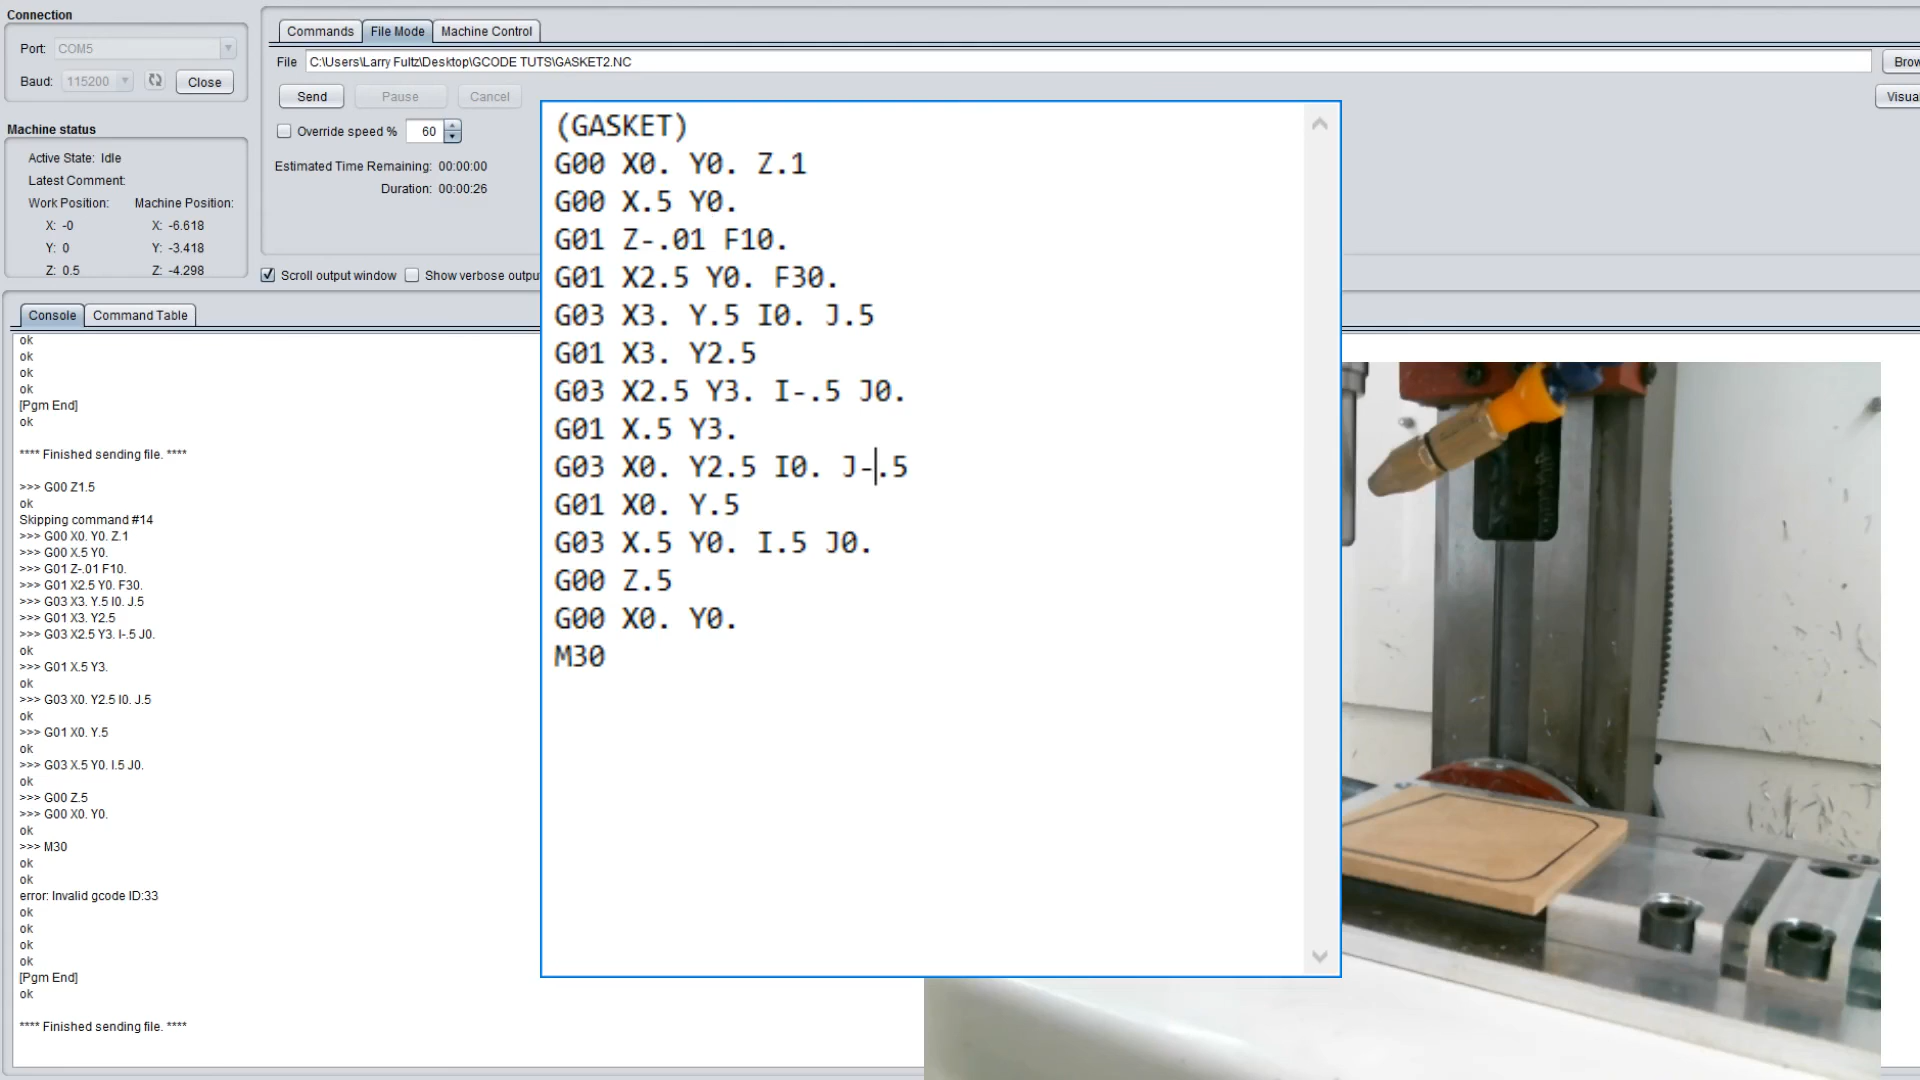 Connection
Port: COM5
Baud: 115200 Close
Machine status
Active State: Idle
Latest Comment:
Work Position: Machine Position:
X: -0 X: -6.618
Y: 0 Y: -3.418
Z: 0.5 Z: -4.298
Commands File Mode Machine Control
File C:\Users\Larry Fultz\Desktop\GCODE TUTS\GASKET2.NC
Send Pause Cancel
Override speed % 60
Estimated Time Remaining: 00:00:00
Duration: 00:00:26
Scroll output window Show verbose outpu
Brow
Visual
(GASKET)
G00 X0. Y0. Z.1
G00 X.5 Y0.
G01 Z-.01 F10.
G01 X2.5 Y0. F30.
G03 X3. Y.5 I0. J.5
G01 X3. Y2.5
G03 X2.5 Y3. I-.5 J0.
G01 X.5 Y3.
G03 X0. Y2.5 I0. J-.5
G01 X0. Y.5
G03 X.5 Y0. I.5 J0.
G00 Z.5
G00 X0. Y0.
M30
Console Command Table
ok
ok
ok
ok
[Pgm End]
ok
**** Finished sending file. ****
>>> G00 Z1.5
ok
Skipping command #14
>>> G00 X0. Y0. Z.1
>>> G00 X.5 Y0.
>>> G01 Z-.01 F10.
>>> G01 X2.5 Y0. F30.
>>> G03 X3. Y.5 I0. J.5
>>> G01 X3. Y2.5
>>> G03 X2.5 Y3. I-.5 J0.
ok
>>> G01 X.5 Y3.
ok
>>> G03 X0. Y2.5 I0. J.5
ok
>>> G01 X0. Y.5
ok
>>> G03 X.5 Y0. I.5 J0.
ok
>>> G00 Z.5
>>> G00 X0. Y0.
ok
>>> M30
ok
ok
error: Invalid gcode ID:33
ok
ok
ok
ok
[Pgm End]
ok
**** Finished sending file. ****